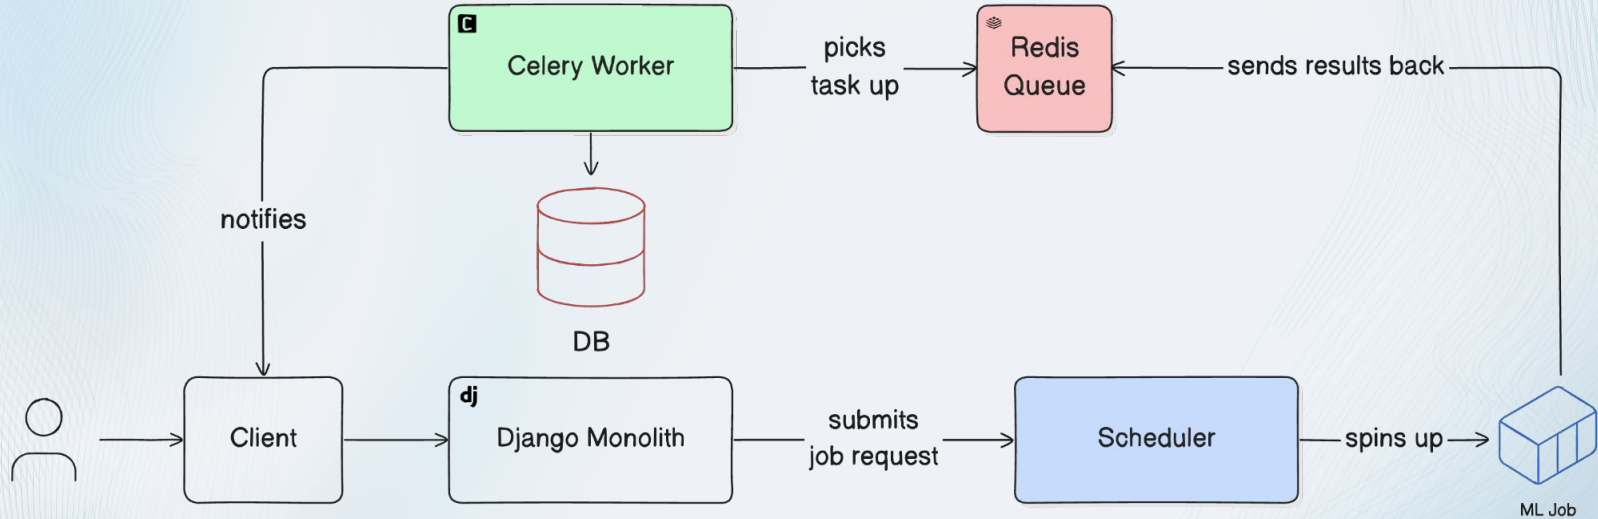 C
Celery Worker
picks
task up
Redis
Queue
sends results back
notifies
DB
dj
Client
Django Monolith
submits
job request
Scheduler
spins up
ML Job